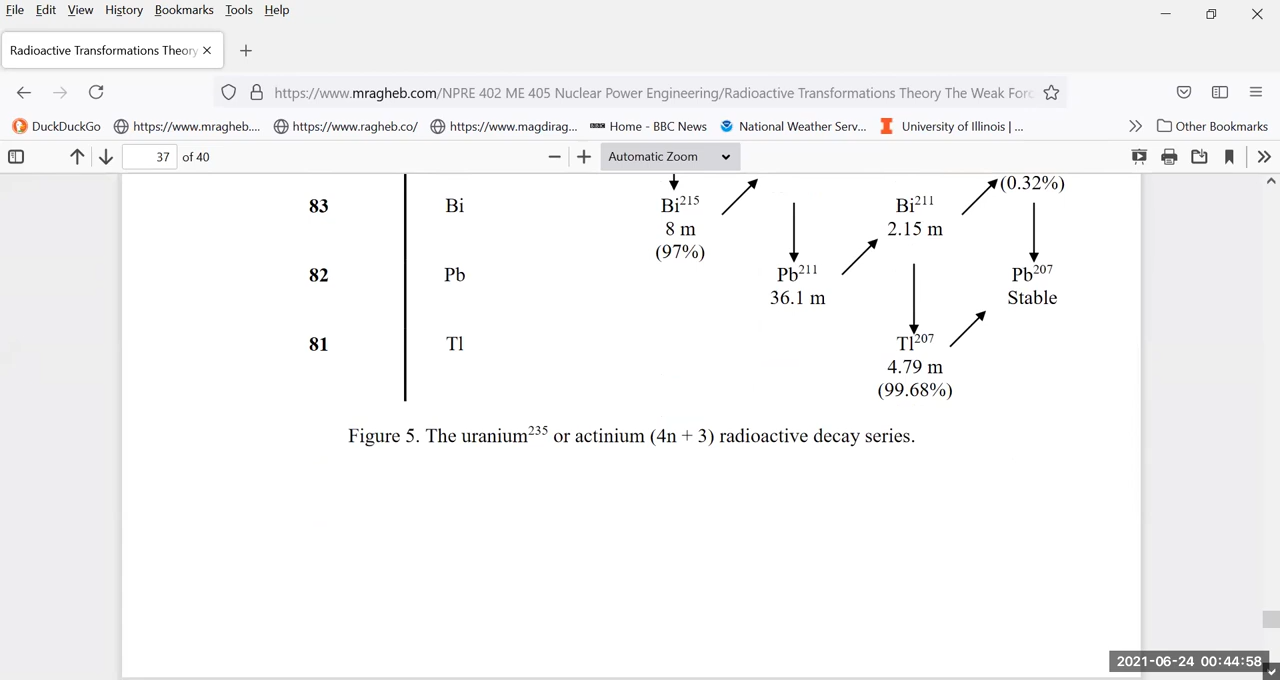 File Edit View History Bookmarks Tools Help
Radioactive Transformations Theory
https://www.mragheb.com/NPRE 402 ME 405 Nuclear Power Engineering/Radioactive Transformations Theory The Weak Forc
DuckDuckGo https://www.mragheb.... https://www.ragheb.co/ https://www.magdirag... BBC Home - BBC News National Weather Serv... University of Illinois | ... Other Bookmarks
37 of 40 Automatic Zoom
(0.32%)
83 Bi Bi²¹⁵ Bi²¹¹
8 m 2.15 m
(97%)
82 Pb Pb²¹¹ Pb²⁰⁷
36.1 m Stable
81 Tl Tl²⁰⁷
4.79 m
(99.68%)
Figure 5. The uranium²³⁵ or actinium (4n + 3) radioactive decay series.
2021-06-24 00:44:58